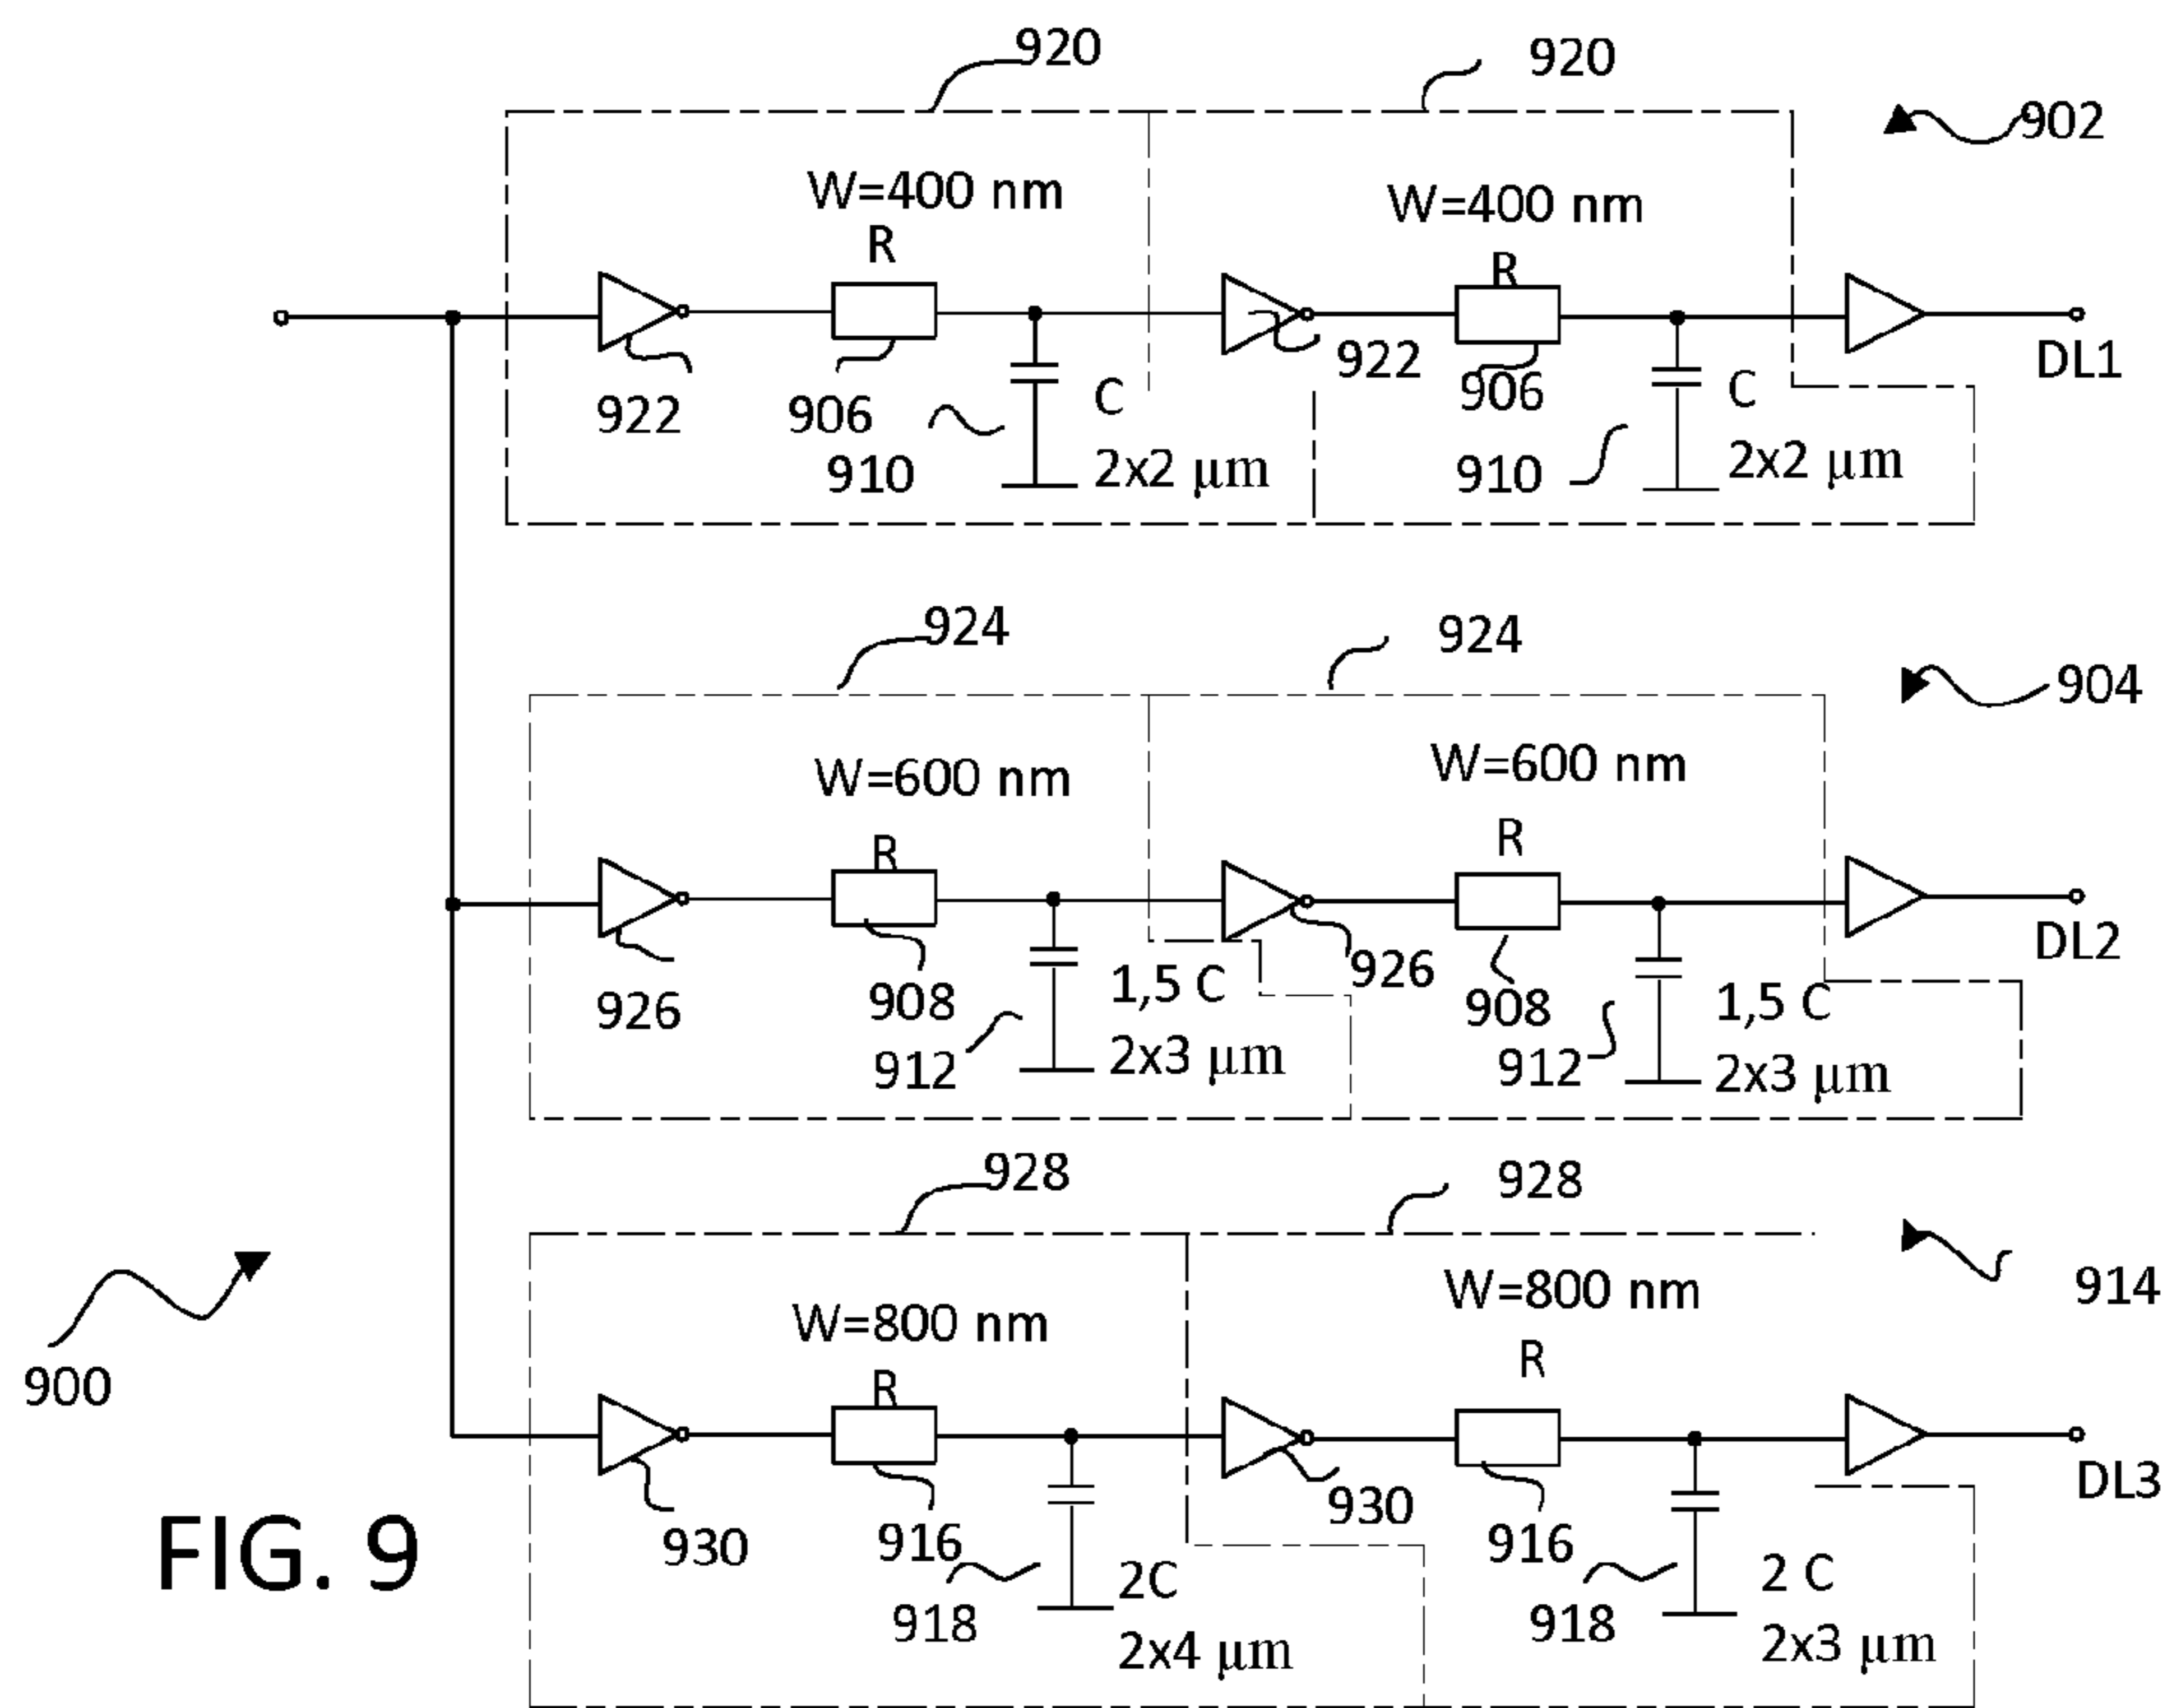 920
920
902
W=400 nm
W=400 nm
R
R
922
906
C
922
906
C
DL1
910
2x2 μm
910
2x2 μm
924
924
904
W=600 nm
W=600 nm
R
R
926
908
1,5 C
926
908
1,5 C
DL2
912
2x3 μm
912
2x3 μm
928
928
914
W=800 nm
W=800 nm
900
R
R
930
916
2C
930
916
2 C
DL3
918
2x4 μm
918
2x3 μm
FIG. 9